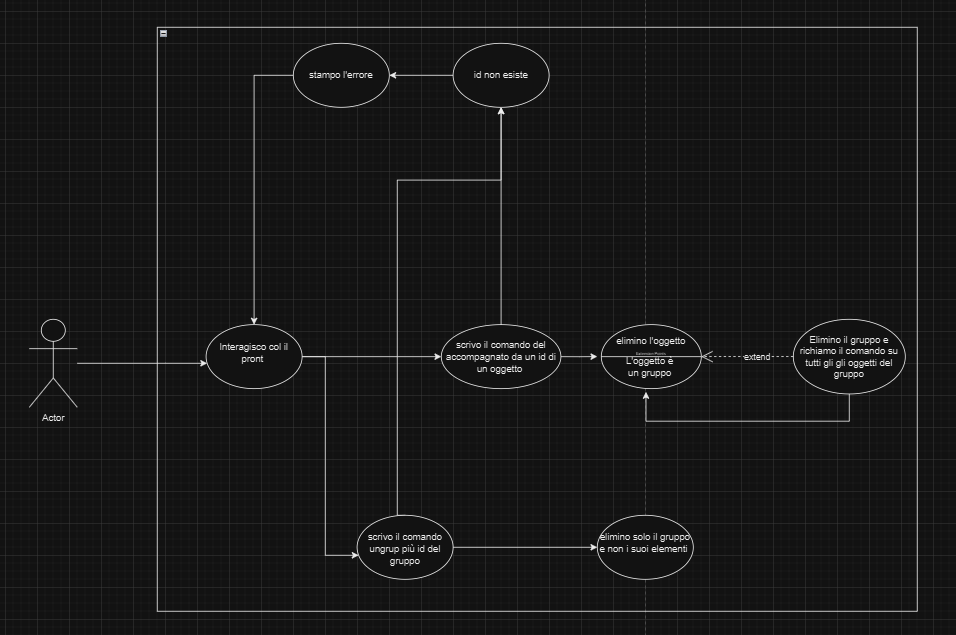 stampo l'errore
id non esiste
Interagisco col il
pront
scrivo il comando del
accompagnato da un id di
un oggetto
elimino l'oggetto
Extension Points
L'oggetto è
un gruppo
extend
Elimino il gruppo e
richiamo il comando su
tutti gli gli oggetti del
gruppo
Actor
scrivo il comando
ungrup più id del
gruppo
elimino solo il gruppo
e non i suoi elementi